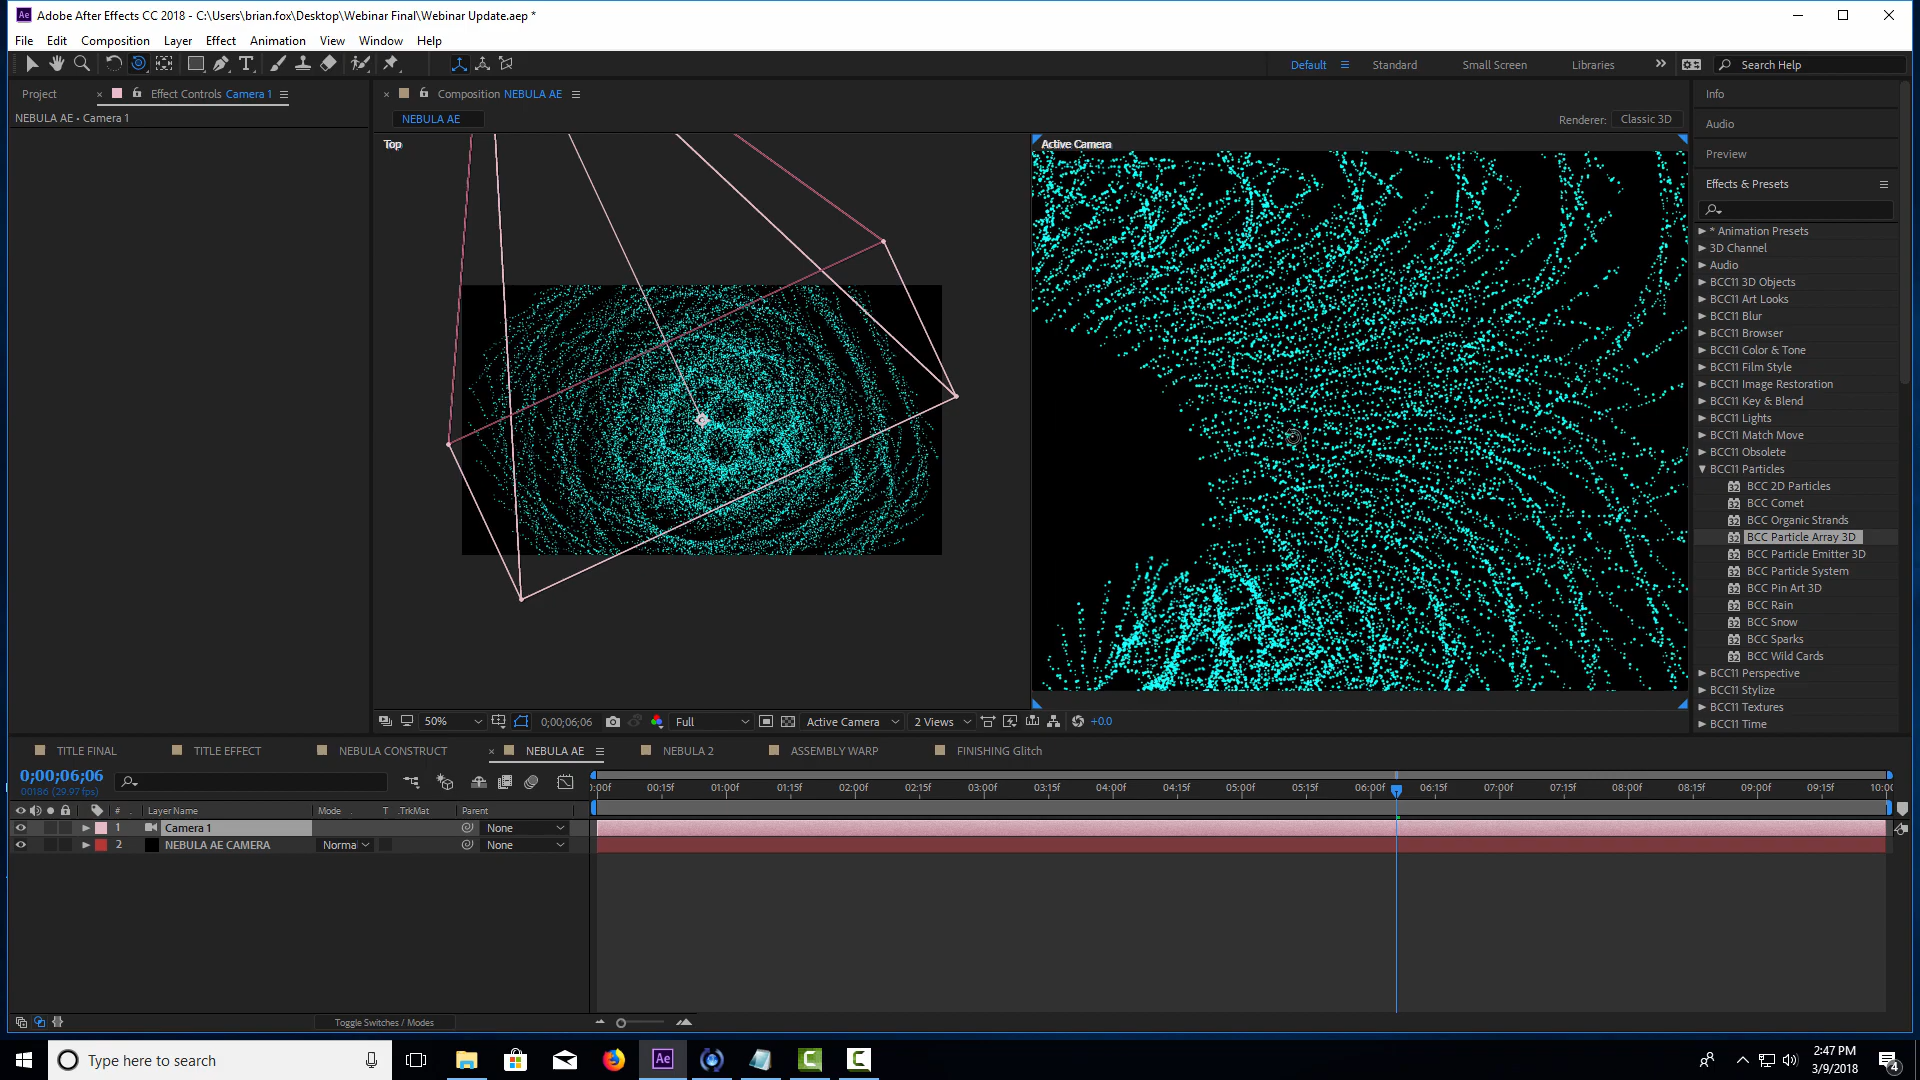 Adobe After Effects CC 2018 - C:\Users\brian.fox\Desktop\Webinar Final\Webinar Update.aep *
File Edit Composition Layer Effect Animation View Window Help
Default Standard Small Screen Libraries Search Help
Project Effect Controls Camera 1
NEBULA AE • Camera 1
Composition NEBULA AE
NEBULA AE
Renderer: Classic 3D
Top
Active Camera
50% 0;00;06;06 Full Active Camera 2 Views +0.0
Info
Audio
Preview
Effects & Presets
* Animation Presets
3D Channel
Audio
BCC11 3D Objects
BCC11 Art Looks
BCC11 Blur
BCC11 Browser
BCC11 Color & Tone
BCC11 Film Style
BCC11 Image Restoration
BCC11 Key & Blend
BCC11 Lights
BCC11 Match Move
BCC11 Obsolete
BCC11 Particles
BCC 2D Particles
BCC Comet
BCC Organic Strands
BCC Particle Array 3D
BCC Particle Emitter 3D
BCC Particle System
BCC Pin Art 3D
BCC Rain
BCC Snow
BCC Sparks
BCC Wild Cards
BCC11 Perspective
BCC11 Stylize
BCC11 Textures
BCC11 Time
TITLE FINAL TITLE EFFECT NEBULA CONSTRUCT NEBULA AE NEBULA 2 ASSEMBLY WARP FINISHING Glitch
0;00;06;06
00186 (29.97 fps)
:00f 00:15f 01:00f 01:15f 02:00f 02:15f 03:00f 03:15f 04:00f 04:15f 05:00f 05:15f 06:00f 06:15f 07:00f 07:15f 08:00f 08:15f 09:00f 09:15f 10:00
# Layer Name Mode T .TrkMat Parent
1 Camera 1 None
2 NEBULA AE CAMERA Norma None
Toggle Switches / Modes
Type here to search
Ae
2:47 PM
3/9/2018
4